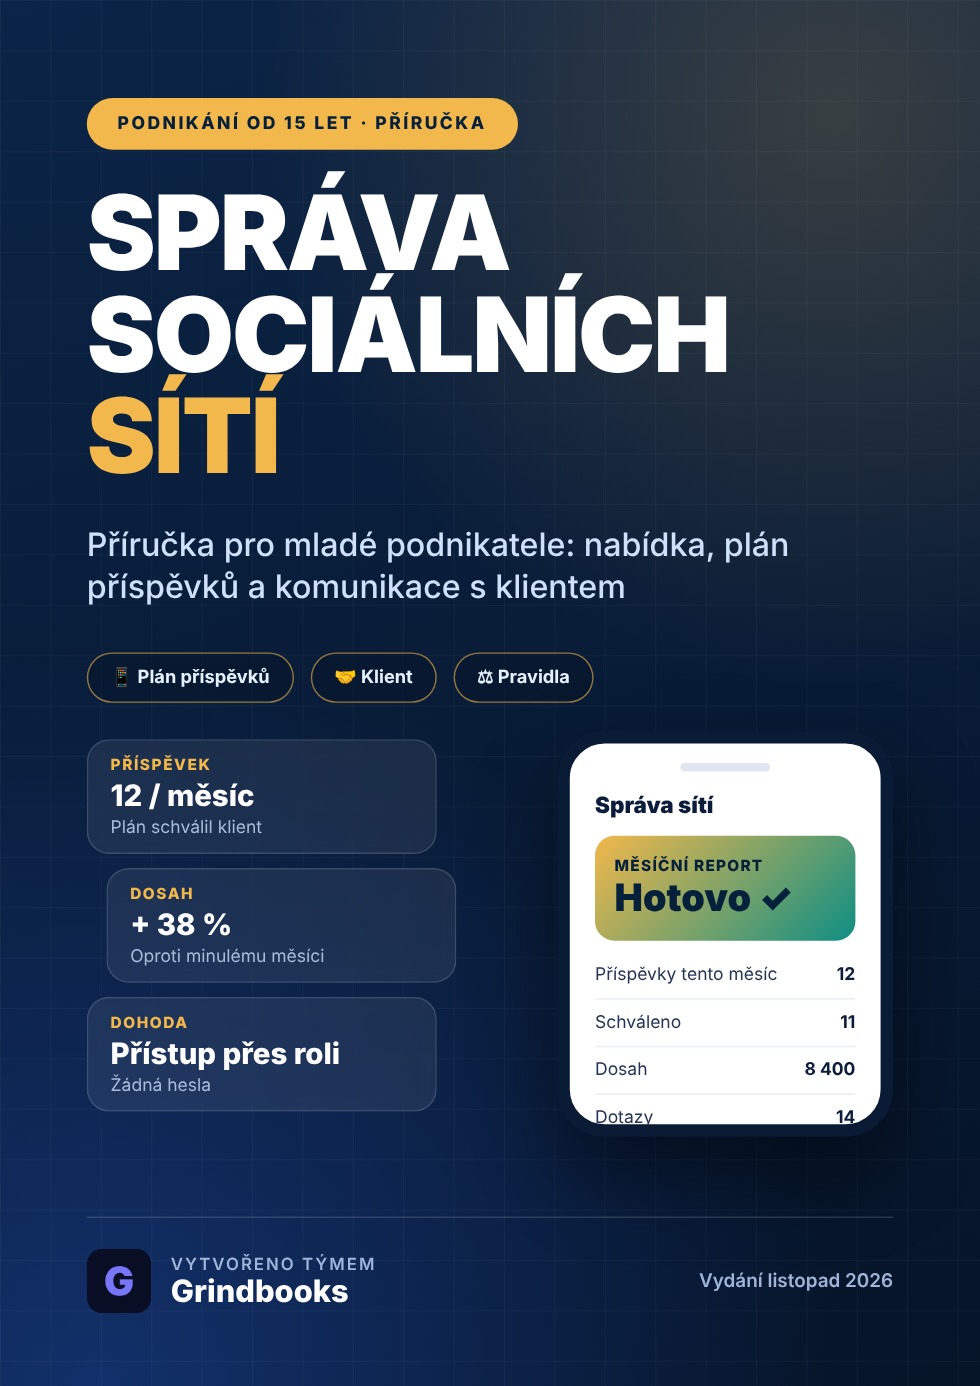 PODNIKÁNÍ OD 15 LET · PŘÍRUČKA
SPRÁVA
SOCIÁLNÍCH
SÍTÍ
Příručka pro mladé podnikatele: nabídka, plán
příspěvků a komunikace s klientem
📱 Plán příspěvků
🤝 Klient
⚖ Pravidla
PŘÍSPĚVEK
12 / měsíc
Plán schválil klient
DOSAH
+ 38 %
Oproti minulému měsíci
DOHODA
Přístup přes roli
Žádná hesla
Správa sítí
MĚSÍČNÍ REPORT
Hotovo ✓
Příspěvky tento měsíc 12
Schváleno 11
Dosah 8 400
Dotazy 14
G
VYTVOŘENO TÝMEM
Grindbooks
Vydání listopad 2026